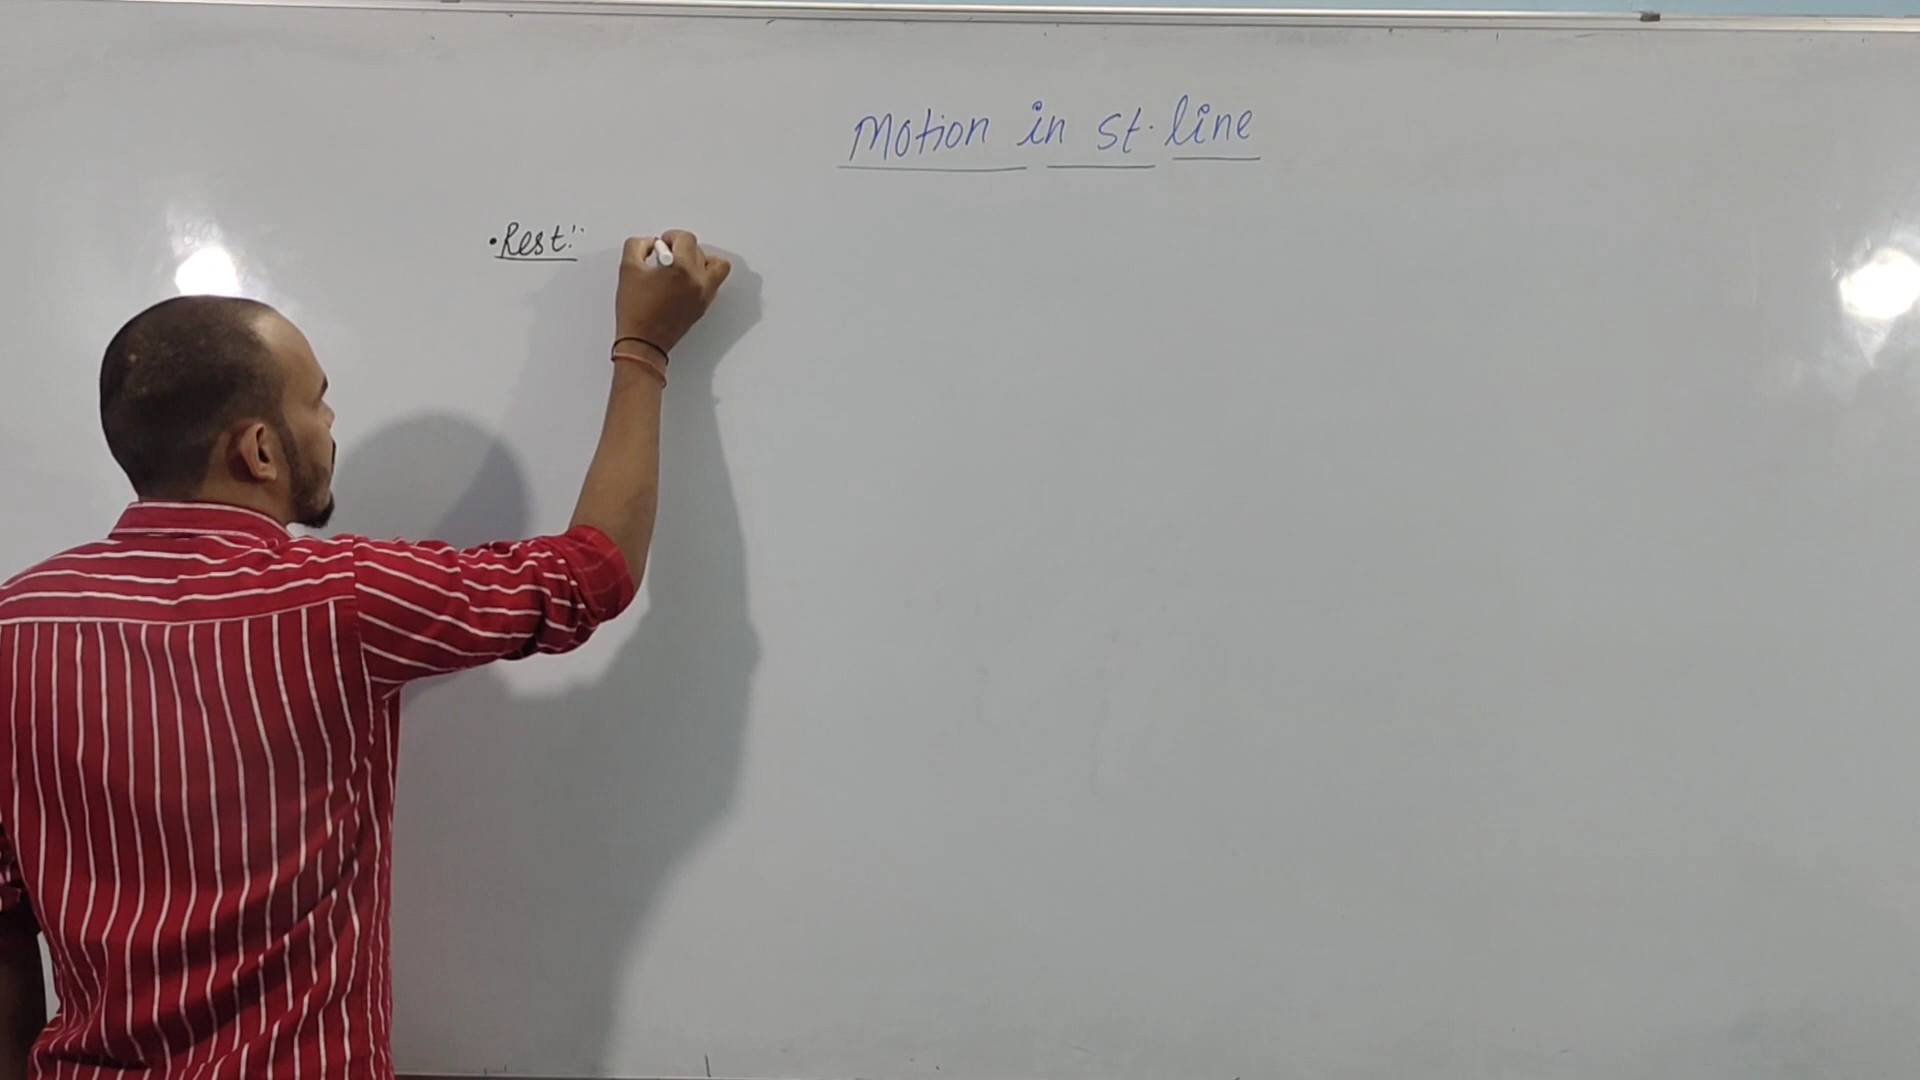 Motion in st. line
• Rest:-